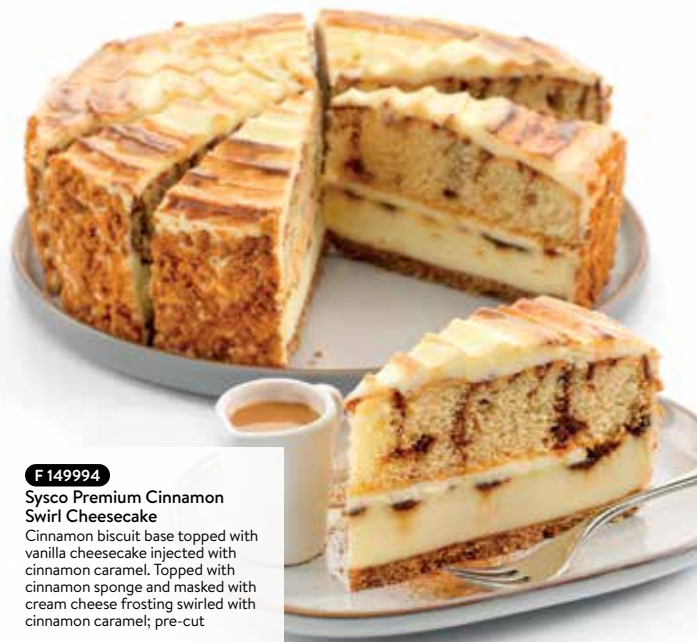 F 149994
Sysco Premium Cinnamon
Swirl Cheesecake
Cinnamon biscuit base topped with
vanilla cheesecake injected with
cinnamon caramel. Topped with
cinnamon sponge and masked with
cream cheese frosting swirled with
cinnamon caramel; pre-cut